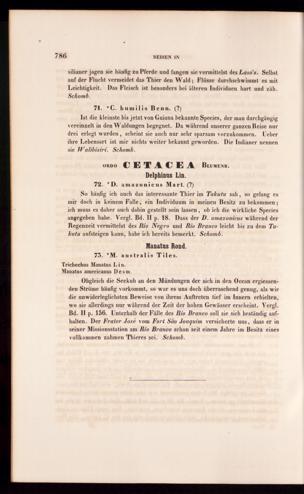 786 REISEN IN
silianer jagen sie häufig zu Pferde und fangen sie vermittelst des Lasso's. Selbst
auf der Flucht vermeidet das Thier den Wald; Flüsse durchschwimmt es mit
Leichtigkeit. Das Fleisch ist besonders bei älteren Individuen hart und zäh.
Schomb.
71. *C. humilis Benn. (?)
Ist die kleinste bis jetzt von Guiana bekannte Species, der man durchgängig
vereinzelt in den Waldungen begegnet. Da während unserer ganzen Reise nur
drei erlegt wurden, scheint sie auch nur sehr sparsam vorzukommen. Ueber
ihre Lebensart ist mir nichts weiter bekannt geworden. Die Indianer nennen
sie Schomb.
ORDO CETACEA BLUMENB.
Delphinus Lin.
72. *D. amazonicus Mart. (?)
So häufig ich auch das interessante Thier im Takutu sah, so gelang es
mir doch in keinem Falle, ein Individuum in meinen Besitz zu bekommen;
ich muss es daher auch dahin gestellt sein lassen, ob ich die wirkliche Species
angegeben habe. Vergl. Bd. II p. 18. Dass der D. amazonicus während der
Regenzeit vermittelst des Rio Negro und Rio Branco leicht bis zu dem Ta-
kutu aufsteigen kann, habe ich bereits bemerkt. Schomb.
Manatus Rond.
73. *M. australis Tiles.
Trichechus Manatus Lin.
Manatus americanus Desm.
Obgleich die Seekuh an den Mündungen der sich in den Ocean ergiessen-
den Ströme häufig vorkommt, so war es uns doch überraschend genug, als wir
die unwiderleglichsten Beweise von ihrem Auftreten tief im Innern erhielten,
wo sie allerdings nur während der Zeit der hohen Gewässer erscheint. Vergl.
Bd. II p. 156. Unterhalb der Fälle des Rio Branco soll sie sich beständig auf-
halten. Der Frater José vom Fort São Joaquim versicherte uns, dass er in
seiner Missionsstation am Rio Branco schon seit einem Jahre im Besitz eines
vollkommen zahmen Thieres sei. Schomb.